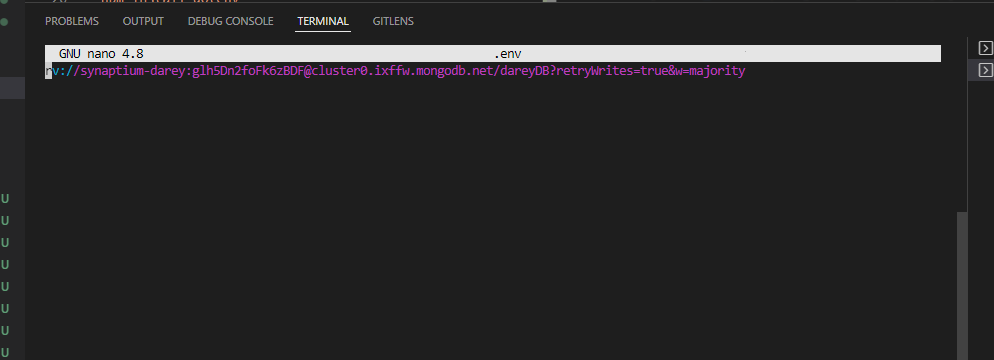 PROBLEMS OUTPUT DEBUG CONSOLE TERMINAL GITLENS
GNU nano 4.8 .env
rv://synaptium-darey:glh5Dn2foFk6zBDF@cluster0.ixffw.mongodb.net/dareyDB?retryWrites=true&w=majority
U
U
U
U
U
U
U
U